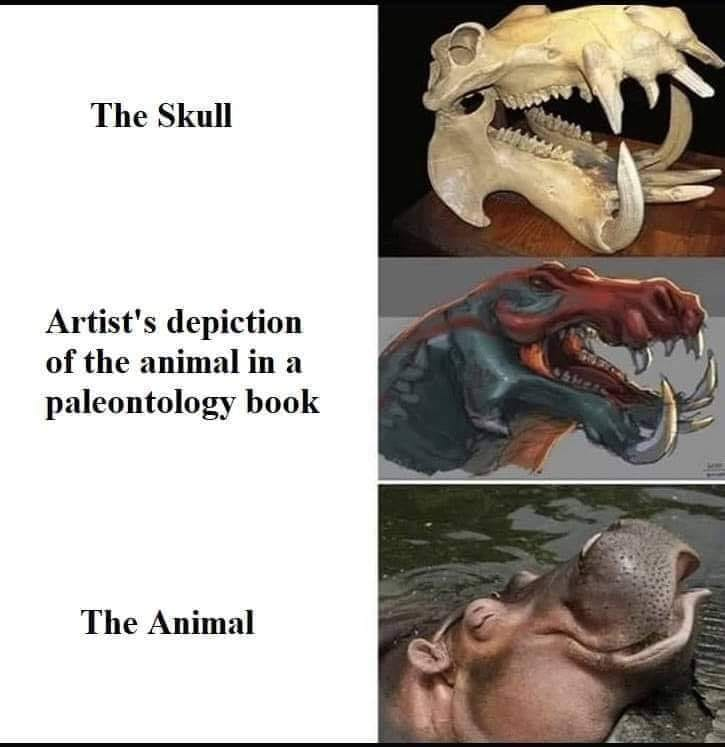 The Skull
Artist's depiction
of the animal in a
paleontology book
The Animal